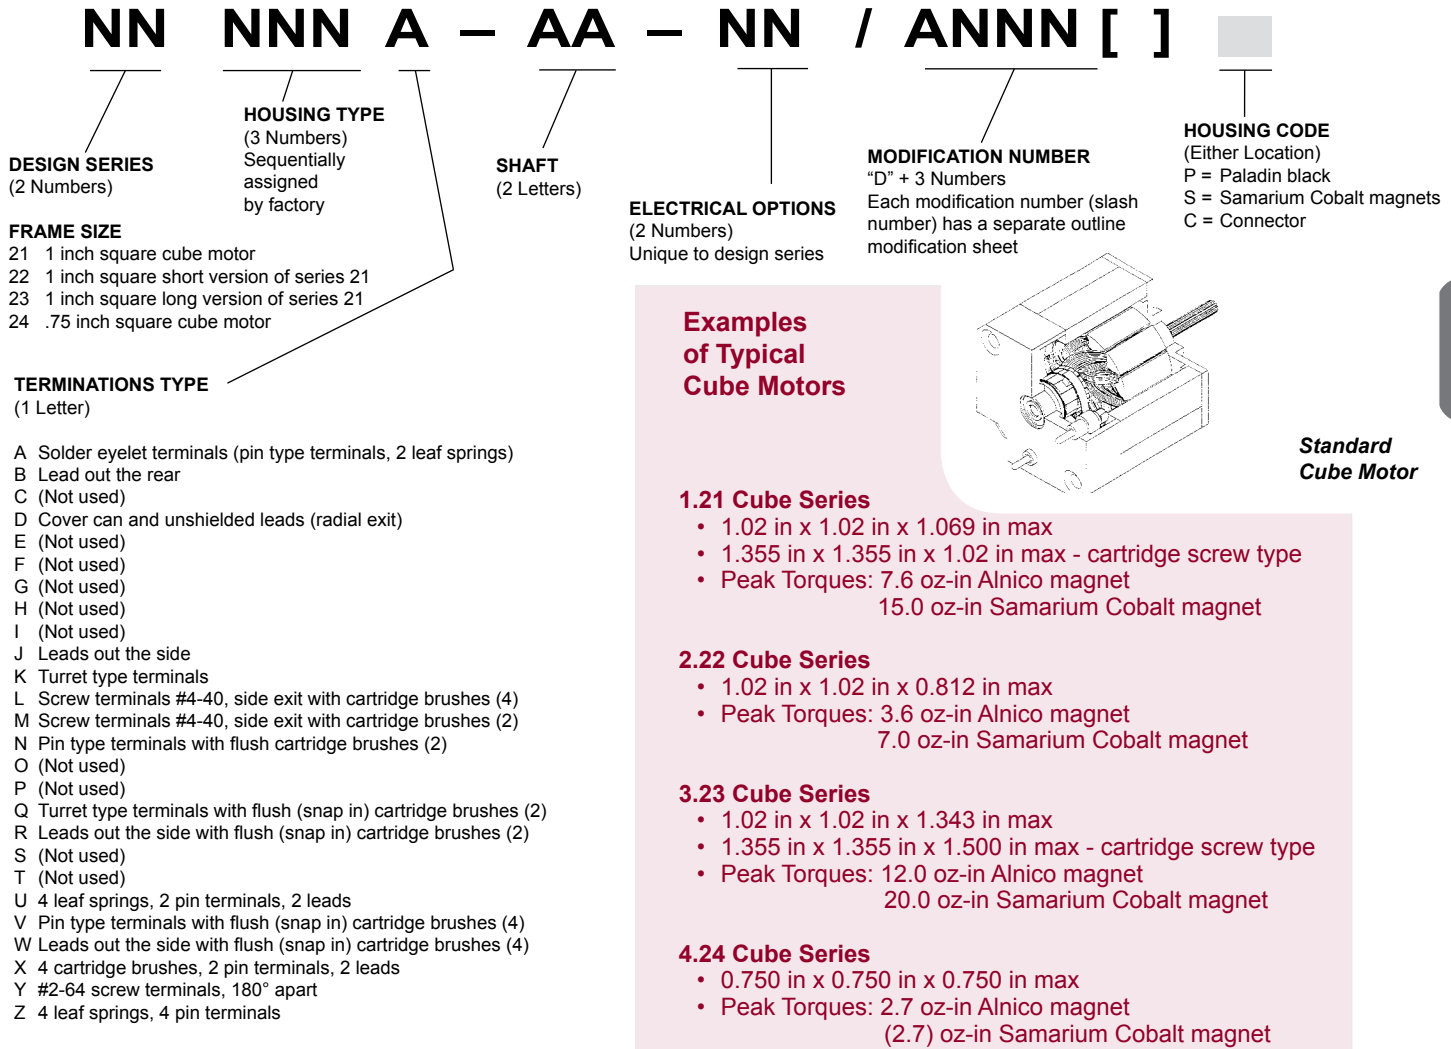 NN NNN A – AA – NN / ANNN [ ]
DESIGN SERIES
(2 Numbers)
HOUSING TYPE
(3 Numbers)
Sequentially
assigned
by factory
SHAFT
(2 Letters)
ELECTRICAL OPTIONS
(2 Numbers)
Unique to design series
MODIFICATION NUMBER
“D” + 3 Numbers
Each modification number (slash
number) has a separate outline
modification sheet
HOUSING CODE
(Either Location)
P = Paladin black
S = Samarium Cobalt magnets
C = Connector
FRAME SIZE
21 1 inch square cube motor
22 1 inch square short version of series 21
23 1 inch square long version of series 21
24 .75 inch square cube motor
TERMINATIONS TYPE
(1 Letter)
A Solder eyelet terminals (pin type terminals, 2 leaf springs)
B Lead out the rear
C (Not used)
D Cover can and unshielded leads (radial exit)
E (Not used)
F (Not used)
G (Not used)
H (Not used)
I (Not used)
J Leads out the side
K Turret type terminals
L Screw terminals #4-40, side exit with cartridge brushes (4)
M Screw terminals #4-40, side exit with cartridge brushes (2)
N Pin type terminals with flush cartridge brushes (2)
O (Not used)
P (Not used)
Q Turret type terminals with flush (snap in) cartridge brushes (2)
R Leads out the side with flush (snap in) cartridge brushes (2)
S (Not used)
T (Not used)
U 4 leaf springs, 2 pin terminals, 2 leads
V Pin type terminals with flush (snap in) cartridge brushes (4)
W Leads out the side with flush (snap in) cartridge brushes (4)
X 4 cartridge brushes, 2 pin terminals, 2 leads
Y #2-64 screw terminals, 180° apart
Z 4 leaf springs, 4 pin terminals
Examples
of Typical
Cube Motors
Standard
Cube Motor
1.21 Cube Series
• 1.02 in x 1.02 in x 1.069 in max
• 1.355 in x 1.355 in x 1.02 in max - cartridge screw type
• Peak Torques: 7.6 oz-in Alnico magnet
15.0 oz-in Samarium Cobalt magnet
2.22 Cube Series
• 1.02 in x 1.02 in x 0.812 in max
• Peak Torques: 3.6 oz-in Alnico magnet
7.0 oz-in Samarium Cobalt magnet
3.23 Cube Series
• 1.02 in x 1.02 in x 1.343 in max
• 1.355 in x 1.355 in x 1.500 in max - cartridge screw type
• Peak Torques: 12.0 oz-in Alnico magnet
20.0 oz-in Samarium Cobalt magnet
4.24 Cube Series
• 0.750 in x 0.750 in x 0.750 in max
• Peak Torques: 2.7 oz-in Alnico magnet
(2.7) oz-in Samarium Cobalt magnet